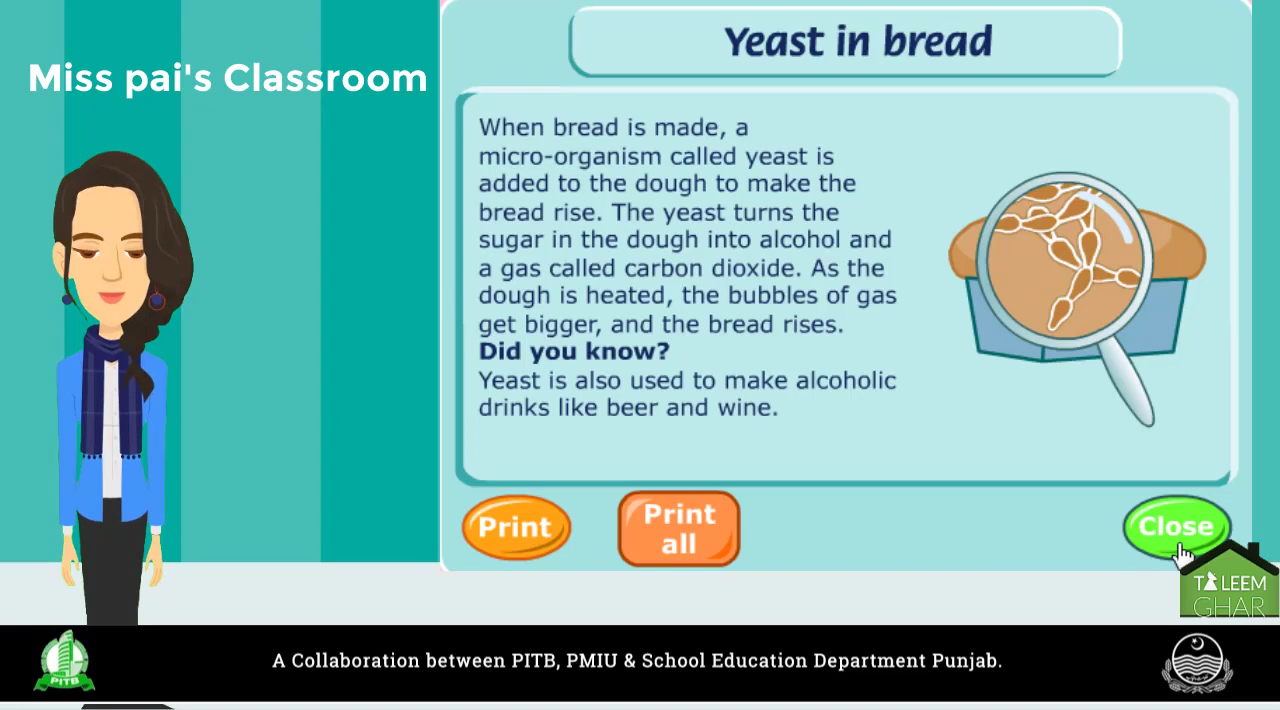 Miss pai's Classroom
Yeast in bread
When bread is made, a
micro-organism called yeast is
added to the dough to make the
bread rise. The yeast turns the
sugar in the dough into alcohol and
a gas called carbon dioxide. As the
dough is heated, the bubbles of gas
get bigger, and the bread rises.
Did you know?
Yeast is also used to make alcoholic
drinks like beer and wine.
Print
Print
all
Close
TALEEM
GHAR
PITB
A Collaboration between PITB, PMIU & School Education Department Punjab.